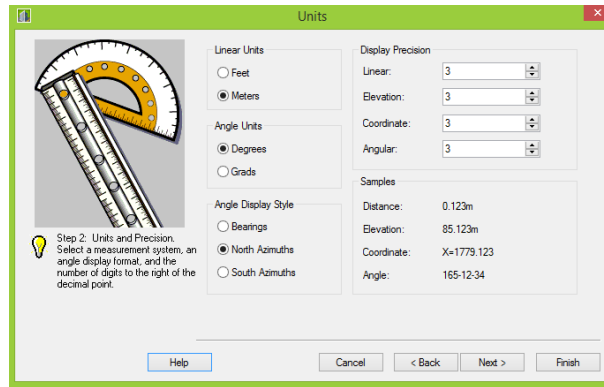 Units
Linear Units
Feet
Meters
Angle Units
Degrees
Grads
Angle Display Style
Bearings
North Azimuths
South Azimuths
Display Precision
Linear: 3
Elevation: 3
Coordinate: 3
Angular: 3
Samples
Distance: 0.123m
Elevation: 85.123m
Coordinate: X=1779.123
Angle: 165-12-34
Step 2: Units and Precision.
Select a measurement system, an
angle display format, and the
number of digits to the right of the
decimal point.
Help
Cancel
< Back
Next >
Finish